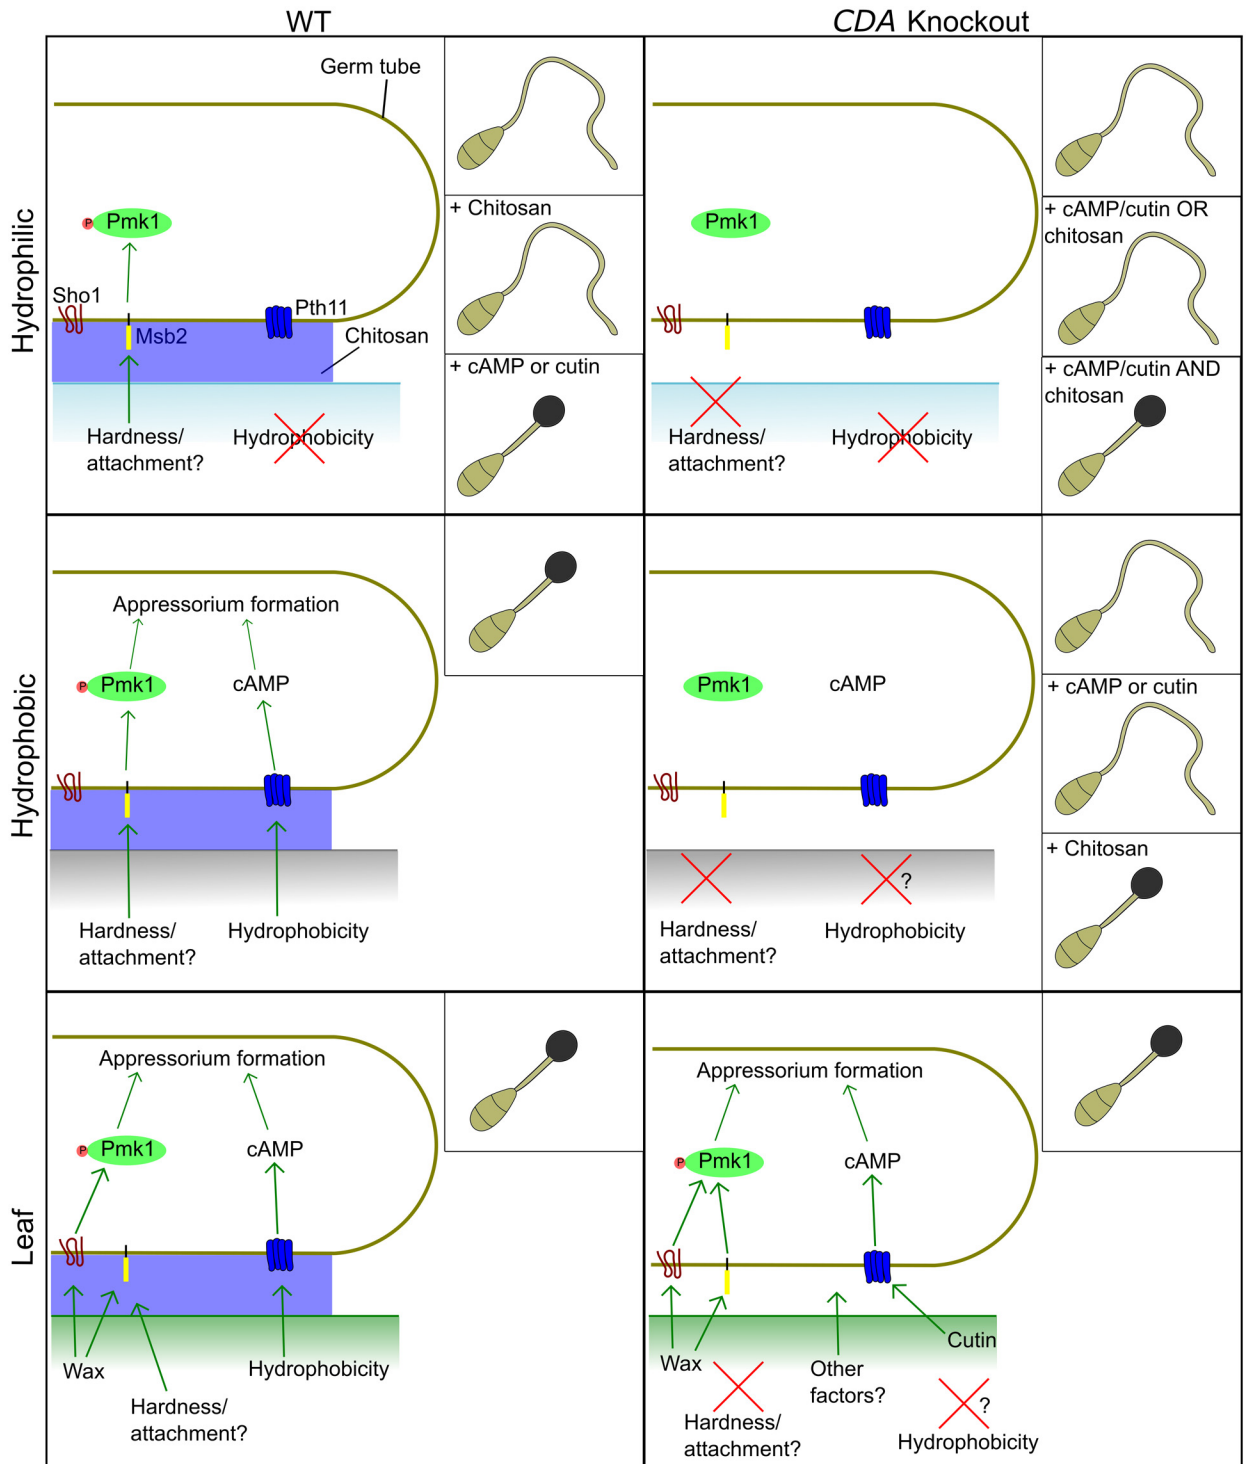 WT
CDA Knockout
Hydrophilic
Germ tube
P
Pmk1
Sho1
Msb2
Pth11
Chitosan
Hardness/
attachment?
Hydrophobicity
+ Chitosan
+ cAMP or cutin
Pmk1
Hardness/
attachment?
Hydrophobicity
+ cAMP/cutin OR
chitosan
+ cAMP/cutin AND
chitosan
Hydrophobic
Appressorium formation
P
Pmk1
cAMP
Hardness/
attachment?
Hydrophobicity
Pmk1
cAMP
?
Hardness/
attachment?
Hydrophobicity
+ cAMP or cutin
+ Chitosan
Leaf
Appressorium formation
P
Pmk1
cAMP
Wax
Hydrophobicity
Hardness/
attachment?
Appressorium formation
P
Pmk1
cAMP
Cutin
Wax
Other
factors?
?
Hardness/
attachment?
Hydrophobicity